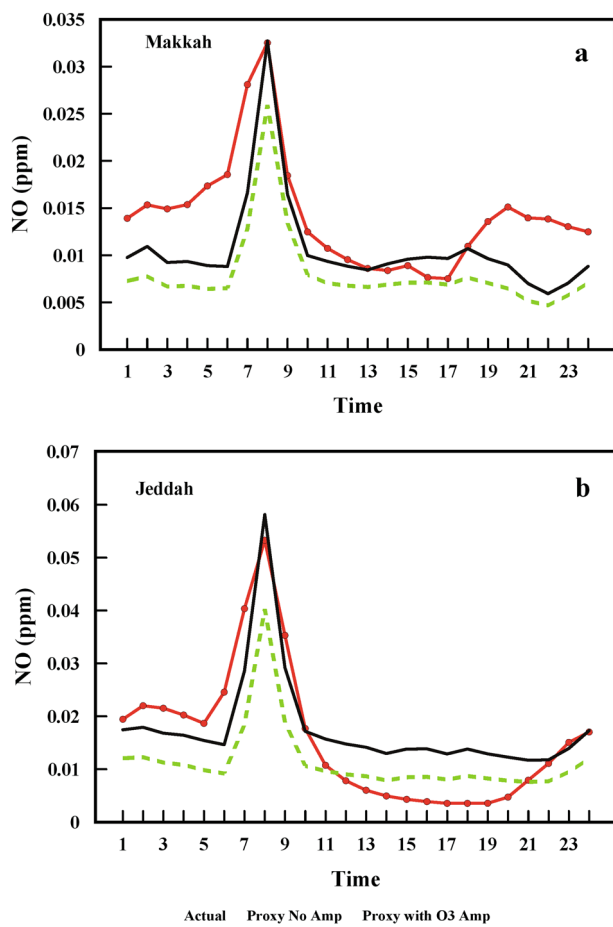 0.035
Makkah
a
0.03
0.025
0.02
NO (ppm)
0.015
0.01
0.005
0
1 3 5 7 9 11 13 15 17 19 21 23
Time
0.07
Jeddah
b
0.06
0.05
0.04
NO (ppm)
0.03
0.02
0.01
0
1 3 5 7 9 11 13 15 17 19 21 23
Time
Actual Proxy No Amp Proxy with O3 Amp